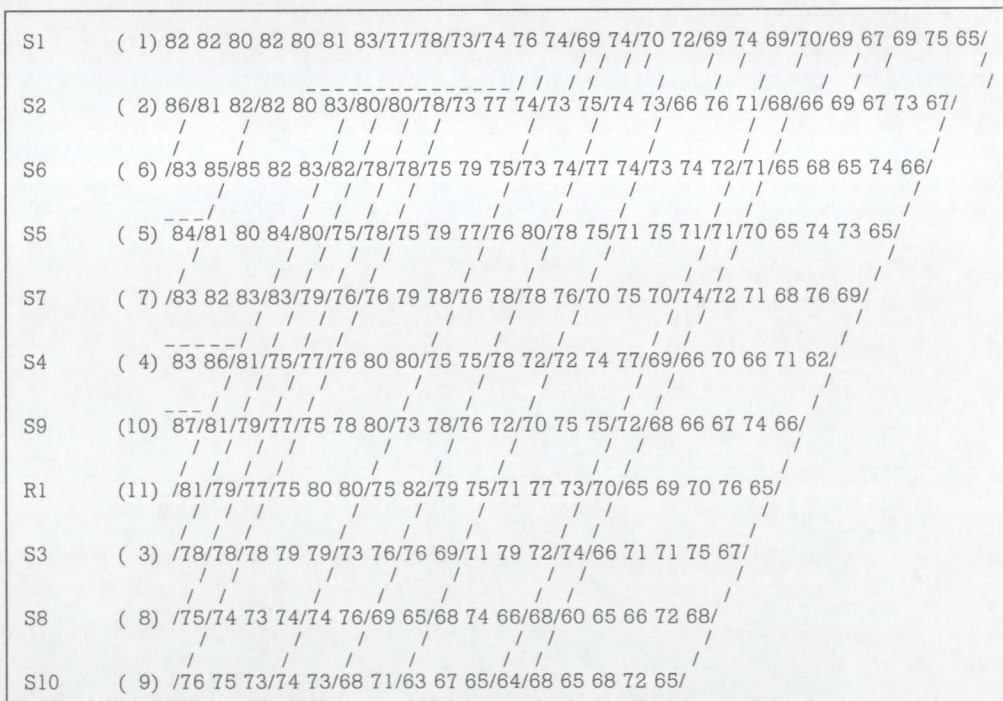 S1 ( 1) 82 82 80 82 80 81 83/77/78/73/74 76 74/69 74/70 72/69 74 69/70/69 67 69 75 65/
S2 ( 2) 86/81 82/82 80 83/80/80/78/73 77 74/73 75/74 73/66 76 71/68/66 69 67 73 67/
S6 ( 6) /83 85/85 82 83/82/78/78/75 79 75/73 74/77 74/73 74 72/71/65 68 65 74 66/
S5 ( 5) 84/81 80 84/80/75/78/75 79 77/76 80/78 75/71 75 71/71/70 65 74 73 65/
S7 ( 7) /83 82 83/83/79/76/76 79 78/76 78/78 76/70 75 70/74/72 71 68 76 69/
S4 ( 4) 83 86/81/75/77/76 80 80/75 75/78 72/72 74 77/69/66 70 66 71 62/
S9 (10) 87/81/79/77/75 78 80/73 78/76 72/70 75 75/72/68 66 67 74 66/
R1 (11) /81/79/77/75 80 80/75 82/79 75/71 77 73/70/65 69 70 76 65/
S3 ( 3) /78/78/78 79 79/73 76/76 69/71 79 72/74/66 71 71 75 67/
S8 ( 8) /75/74 73 74/74 76/69 65/68 74 66/68/60 65 66 72 68/
S10 ( 9) /76 75 73/74 73/68 71/63 67 65/64/68 65 68 72 65/